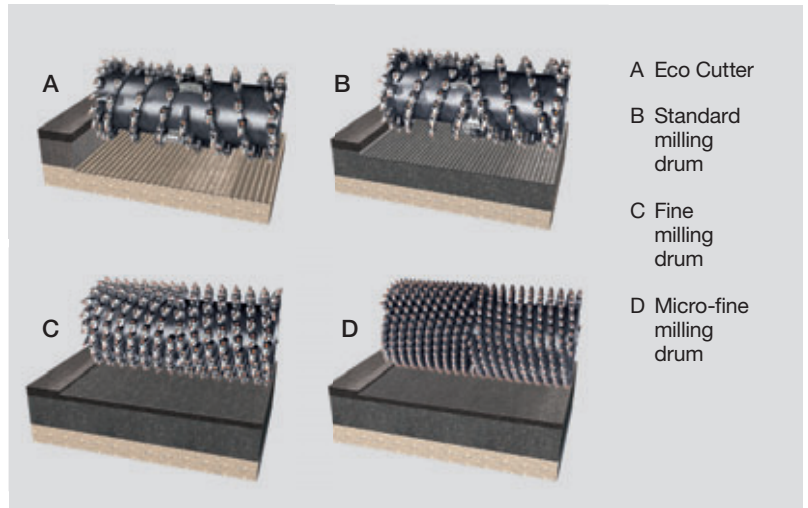 A
B
A Eco Cutter
B Standard
milling
drum
C Fine
milling
drum
D Micro-fine
milling
drum
C
D